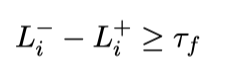 $L_i^- - L_i^+ \geq \tau_f$